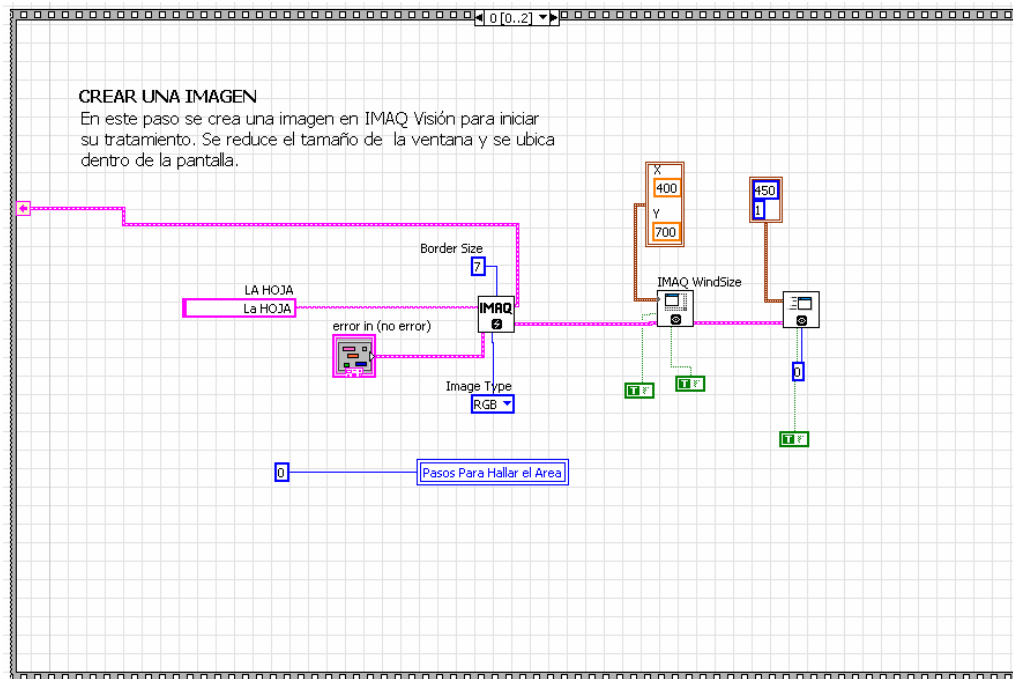 0 [0..2]
CREAR UNA IMAGEN
En este paso se crea una imagen en IMAQ Visión para iniciar
su tratamiento. Se reduce el tamaño de la ventana y se ubica
dentro de la pantalla.
X
400
Y
700
450
1
Border Size
7
IMAQ WindSize
LA HOJA
La HOJA
IMAQ
error in (no error)
Image Type
RGB
T F
T F
0
T F
0
Pasos Para Hallar el Area